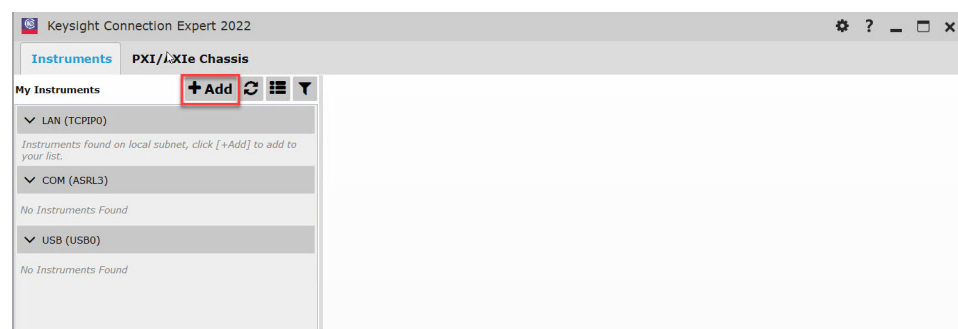 Keysight Connection Expert 2022
Instruments PXI/AXIe Chassis
My Instruments
+ Add
LAN (TCPIP0)
Instruments found on local subnet, click [+Add] to add to
your list.
COM (ASRL3)
No Instruments Found
USB (USB0)
No Instruments Found